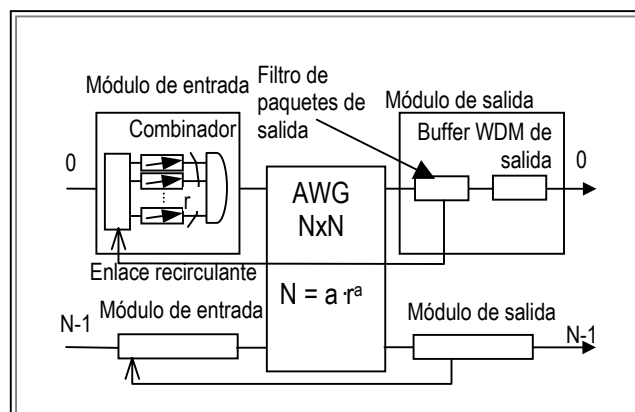 Módulo de entrada
Filtro de
paquetes de
salida
Módulo de salida
Combinador
Buffer WDM de
salida
0
0
r
AWG
NxN
Enlace recirculante
N = a·rᵃ
Módulo de entrada
Módulo de salida
N-1
N-1